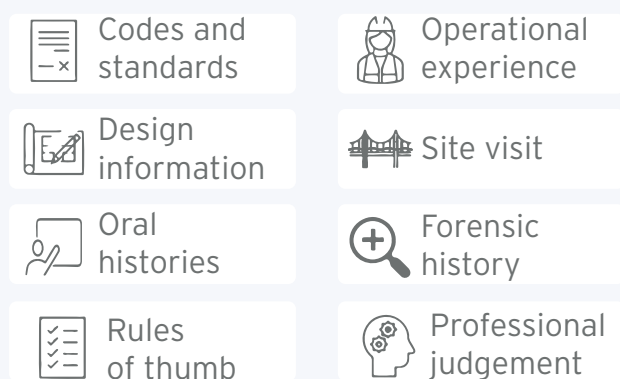 Codes and
standards
Operational
experience
Design
information
Site visit
Oral
histories
Forensic
history
Rules
of thumb
Professional
judgement